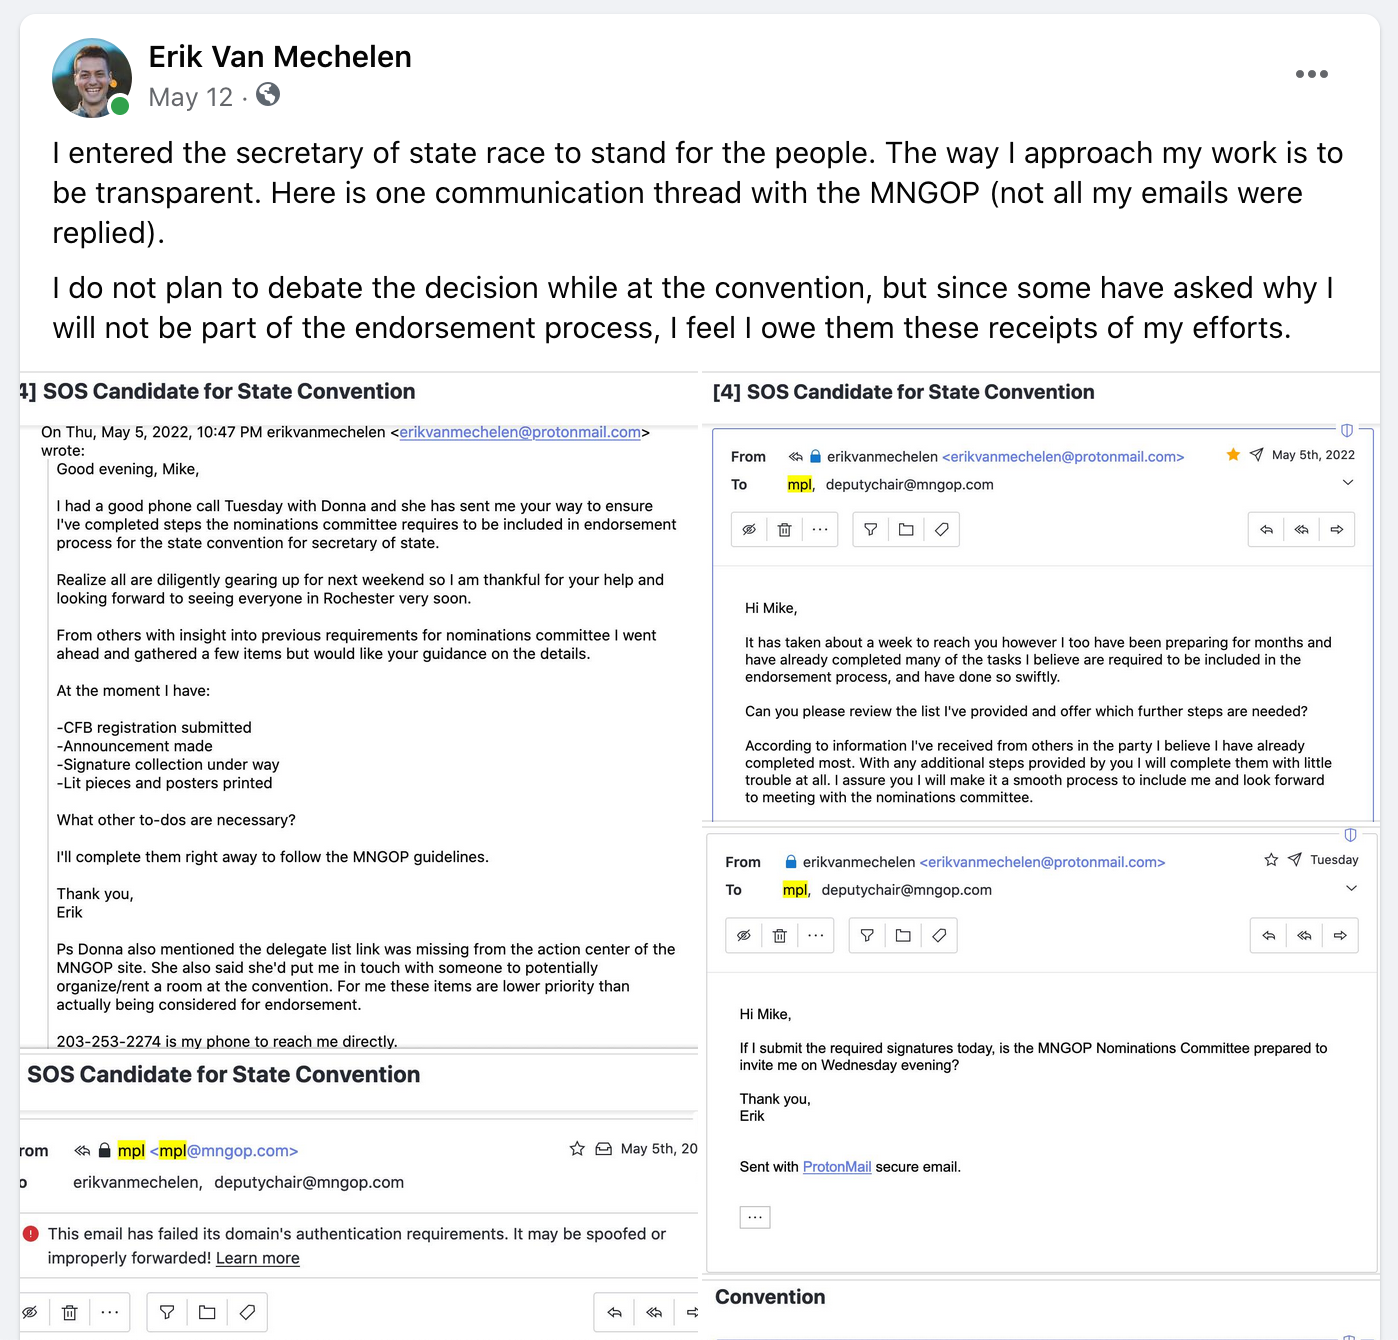 Erik Van Mechelen
May 12 ·
I entered the secretary of state race to stand for the people. The way I approach my work is to
be transparent. Here is one communication thread with the MNGOP (not all my emails were
replied).
I do not plan to debate the decision while at the convention, but since some have asked why I
will not be part of the endorsement process, I feel I owe them these receipts of my efforts.
4] SOS Candidate for State Convention
On Thu, May 5, 2022, 10:47 PM erikvanmechelen <erikvanmechelen@protonmail.com>
wrote:
Good evening, Mike,
I had a good phone call Tuesday with Donna and she has sent me your way to ensure
I've completed steps the nominations committee requires to be included in endorsement
process for the state convention for secretary of state.
Realize all are diligently gearing up for next weekend so I am thankful for your help and
looking forward to seeing everyone in Rochester very soon.
From others with insight into previous requirements for nominations committee I went
ahead and gathered a few items but would like your guidance on the details.
At the moment I have:
-CFB registration submitted
-Announcement made
-Signature collection under way
-Lit pieces and posters printed
What other to-dos are necessary?
I'll complete them right away to follow the MNGOP guidelines.
Thank you,
Erik
Ps Donna also mentioned the delegate list link was missing from the action center of the
MNGOP site. She also said she'd put me in touch with someone to potentially
organize/rent a room at the convention. For me these items are lower priority than
actually being considered for endorsement.
203-253-2274 is my phone to reach me directly.
SOS Candidate for State Convention
rom mpl <mpl@mngop.com> May 5th, 20
o erikvanmechelen, deputychair@mngop.com
This email has failed its domain's authentication requirements. It may be spoofed or
improperly forwarded! Learn more
[4] SOS Candidate for State Convention
From erikvanmechelen <erikvanmechelen@protonmail.com> May 5th, 2022
To mpl, deputychair@mngop.com
Hi Mike,
It has taken about a week to reach you however I too have been preparing for months and
have already completed many of the tasks I believe are required to be included in the
endorsement process, and have done so swiftly.
Can you please review the list I've provided and offer which further steps are needed?
According to information I've received from others in the party I believe I have already
completed most. With any additional steps provided by you I will complete them with little
trouble at all. I assure you I will make it a smooth process to include me and look forward
to meeting with the nominations committee.
From erikvanmechelen <erikvanmechelen@protonmail.com> Tuesday
To mpl, deputychair@mngop.com
Hi Mike,
If I submit the required signatures today, is the MNGOP Nominations Committee prepared to
invite me on Wednesday evening?
Thank you,
Erik
Sent with ProtonMail secure email.
Convention